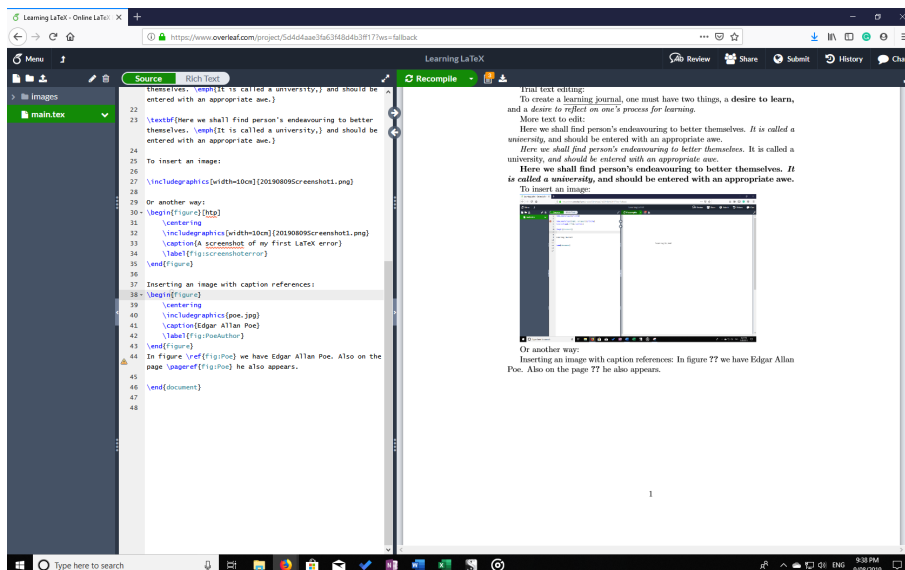 Learning LaTeX - Online LaTeX
https://www.overleaf.com/project/5d4d4aae3fa63f48d4b3ff17?ws=fallback
Menu
Learning LaTeX
Review
Share
Submit
History
Source
Rich Text
Recompile
images
main.tex
themselves. \emph{It is called a university,} and should be
entered with an appropriate awe.}
22
23 \textbf{Here we shall find person's endeavouring to better
themselves. \emph{It is called a university,} and should be
entered with an appropriate awe.}
24
25 To insert an image:
26
27 \includegraphics[width=10cm]{20190809Screenshot1.png}
28
29 Or another way:
30 \begin{figure}[htp]
31 \centering
32 \includegraphics[width=10cm]{20190809Screenshot1.png}
33 \caption{A screenshot of my first LaTeX error}
34 \label{fig:screenshoterror}
35 \end{figure}
36
37 Inserting an image with caption references:
38 \begin{figure}
39 \centering
40 \includegraphics{poe.jpg}
41 \caption{Edgar Allan Poe}
42 \label{fig:PoeAuthor}
43 \end{figure}
44 In figure \ref{fig:Poe} we have Edgar Allan Poe. Also on the
page \pageref{fig:Poe} he also appears.
45
46 \end{document}
47
48
Trial text editing:
To create a learning journal, one must have two things, a desire to learn,
and a desire to reflect on one's process for learning.
More text to edit:
Here we shall find person's endeavouring to better themselves. It is called a
university, and should be entered with an appropriate awe.
Here we shall find person's endeavouring to better themselves. It is called a
university, and should be entered with an appropriate awe.
Here we shall find person's endeavouring to better themselves. It
is called a university, and should be entered with an appropriate awe.
To insert an image:
Or another way:
Inserting an image with caption references: In figure ?? we have Edgar Allan
Poe. Also on the page ?? he also appears.
1
Type here to search
ENG
9:38 PM